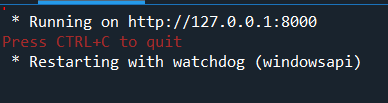 * Running on http://127.0.0.1:8000
Press CTRL+C to quit
* Restarting with watchdog (windowsapi)